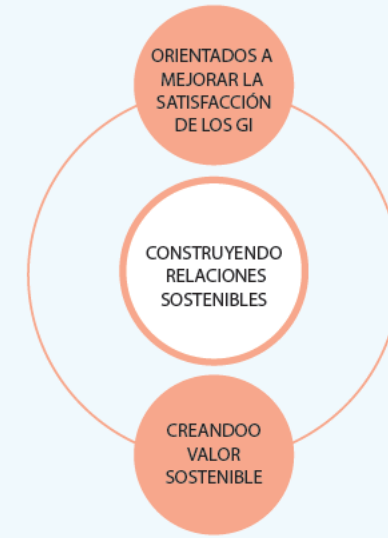 ORIENTADOS A
MEJORAR LA
SATISFACCIÓN
DE LOS GI
CONSTRUYENDO
RELACIONES
SOSTENIBLES
CREANDOO
VALOR
SOSTENIBLE